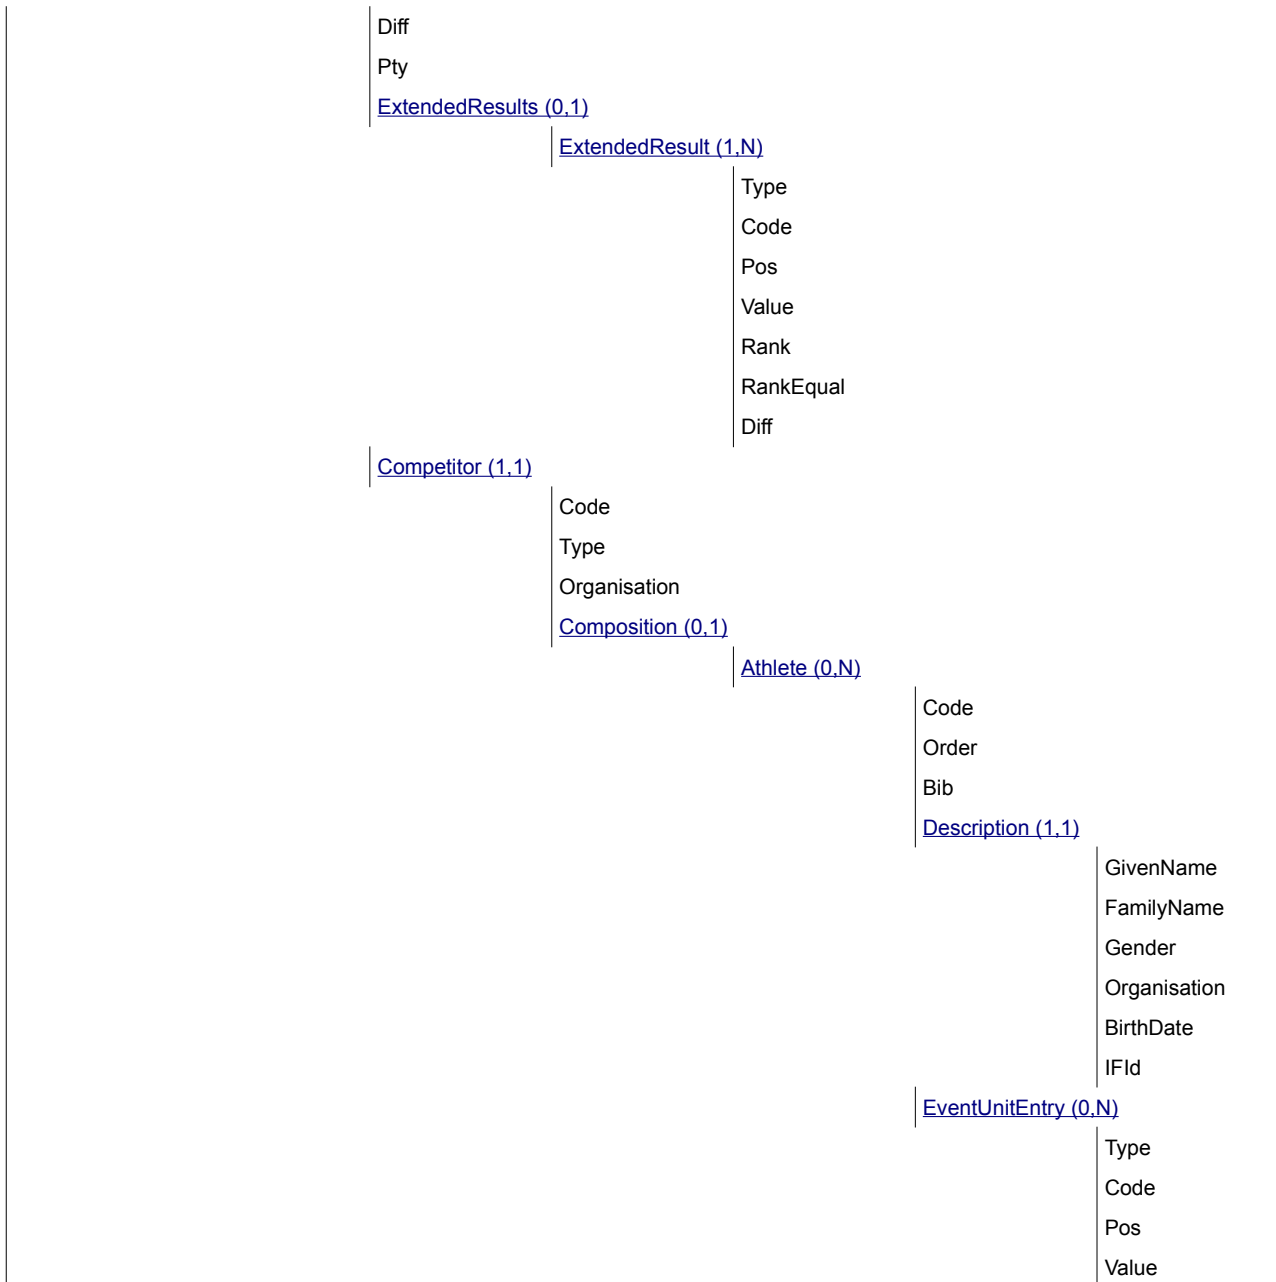 Diff
Pty
ExtendedResults (0,1)
ExtendedResult (1,N)
Type
Code
Pos
Value
Rank
RankEqual
Diff
Competitor (1,1)
Code
Type
Organisation
Composition (0,1)
Athlete (0,N)
Code
Order
Bib
Description (1,1)
GivenName
FamilyName
Gender
Organisation
BirthDate
IFId
EventUnitEntry (0,N)
Type
Code
Pos
Value